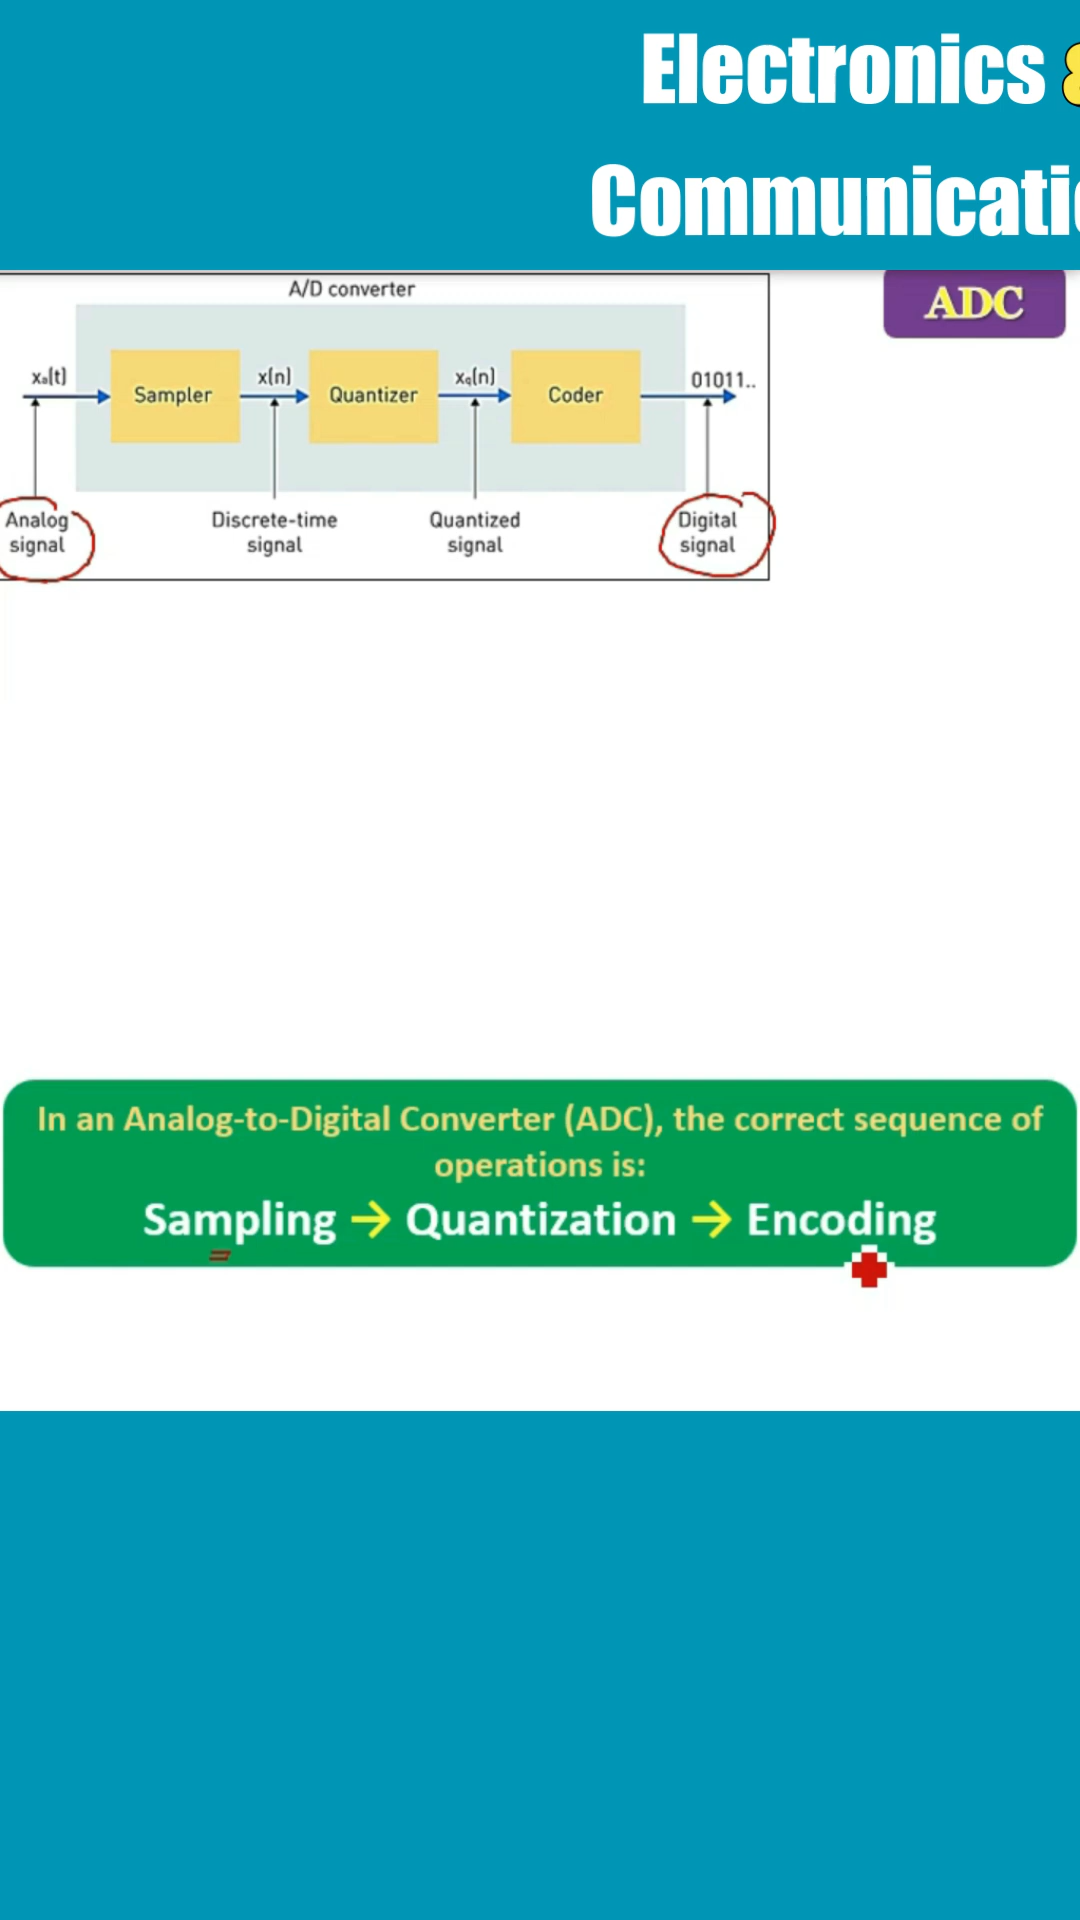 Electronics
Communicati
A/D converter
ADC
xₐ(t)
x(n)
x_q(n)
01011..
Sampler
Quantizer
Coder
Analog
signal
Discrete-time
signal
Quantized
signal
Digital
signal
In an Analog-to-Digital Converter (ADC), the correct sequence of
operations is:
Sampling → Quantization → Encoding